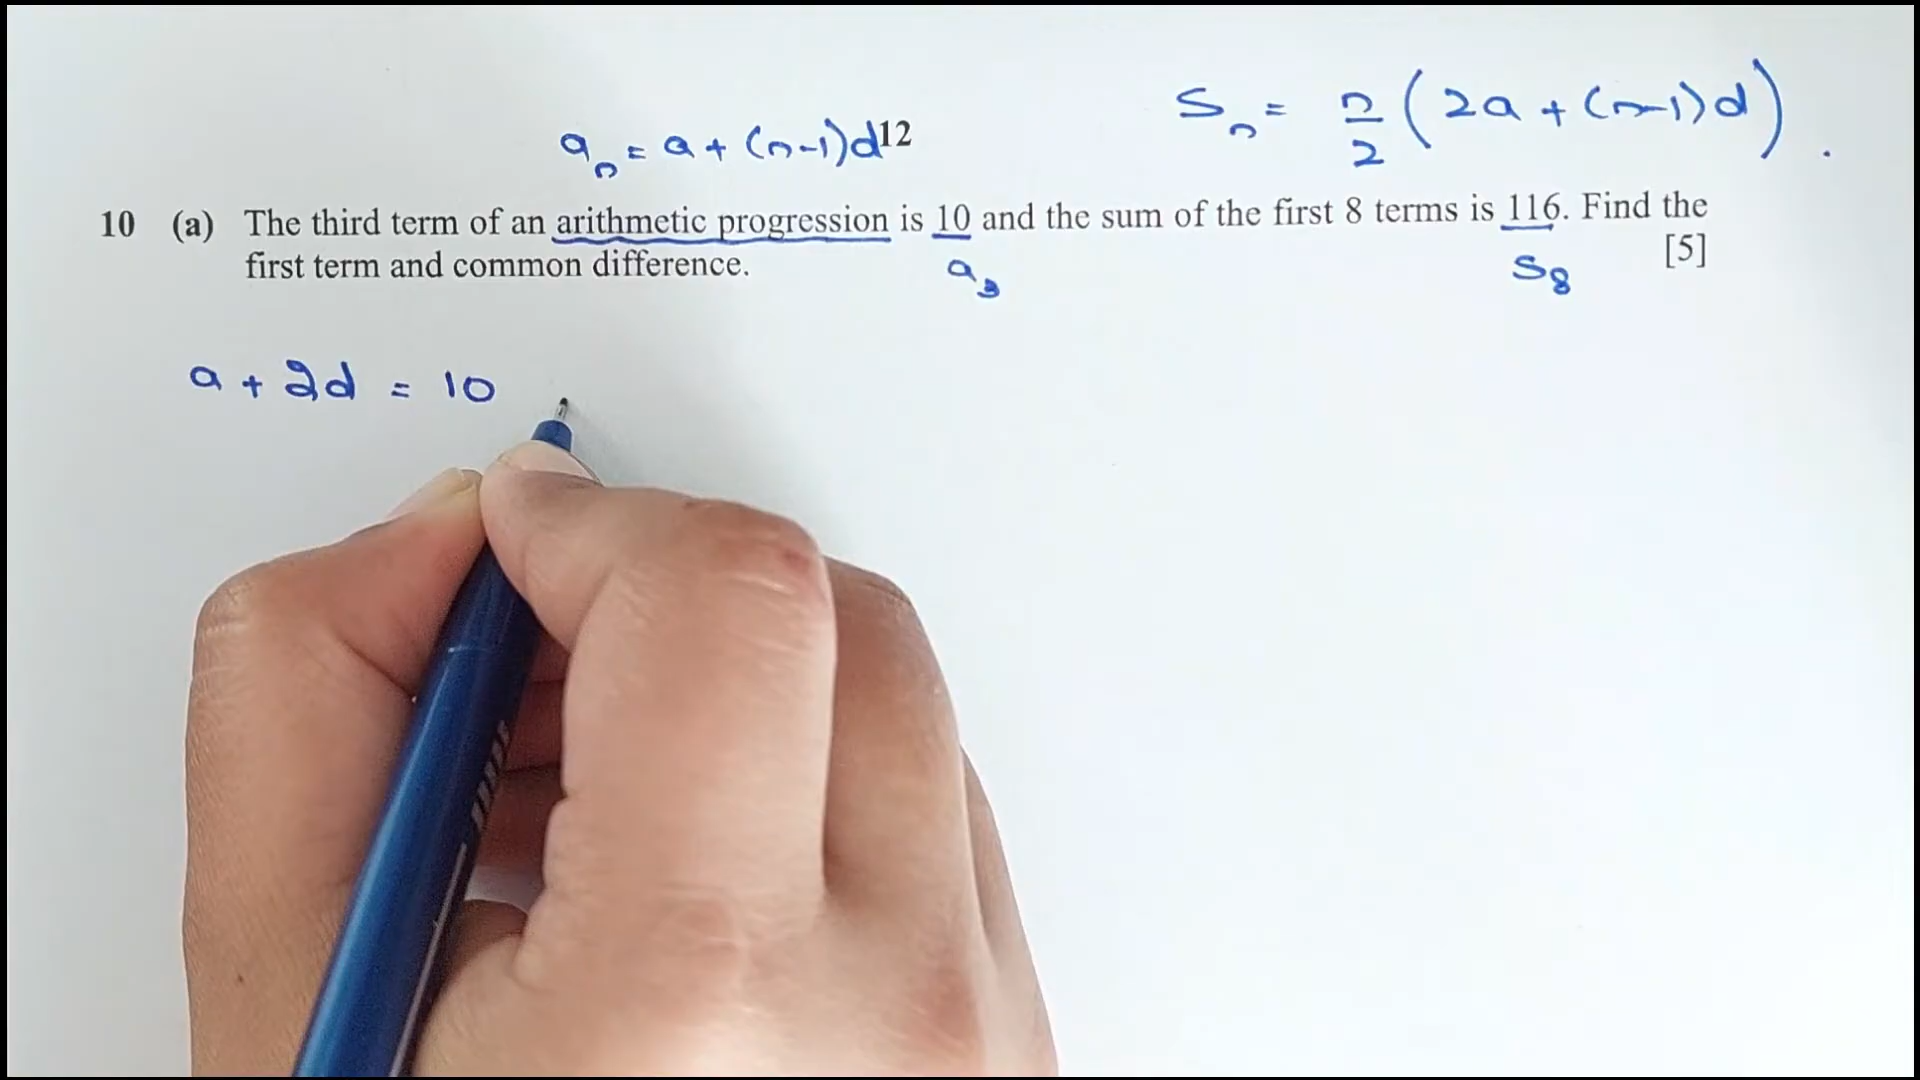 Sₙ = n/2 (2a + (n-1)d) .
aₙ = a + (n-1)d 12
10 (a) The third term of an arithmetic progression is 10 and the sum of the first 8 terms is 116. Find the
first term and common difference. [5]
a₃ S₈
a + 2d = 10